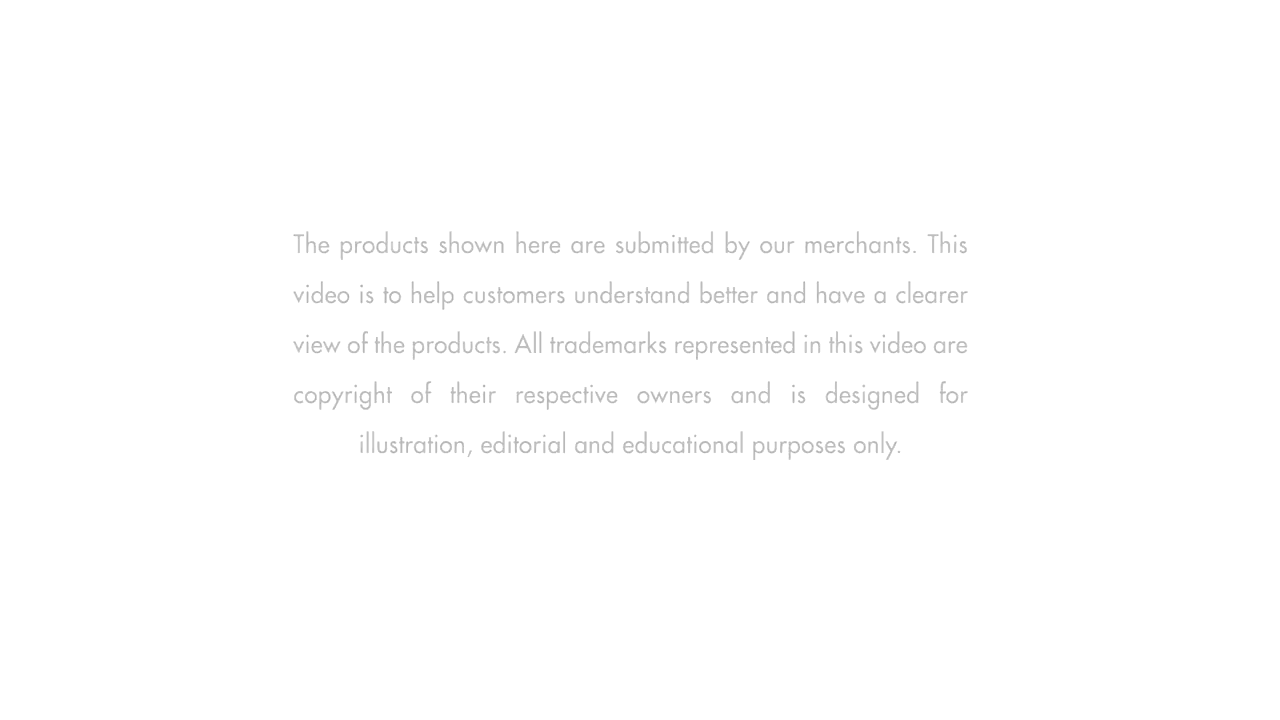 The products shown here are submitted by our merchants. This
video is to help customers understand better and have a clearer
view of the products. All trademarks represented in this video are
copyright of their respective owners and is designed for
illustration, editorial and educational purposes only.